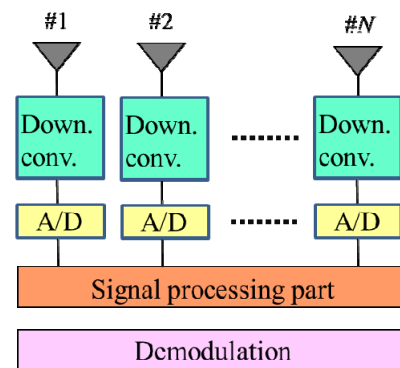 #1 #2 #N
Down. Down. Down.
conv. conv. conv.
A/D A/D A/D
Signal processing part
Demodulation